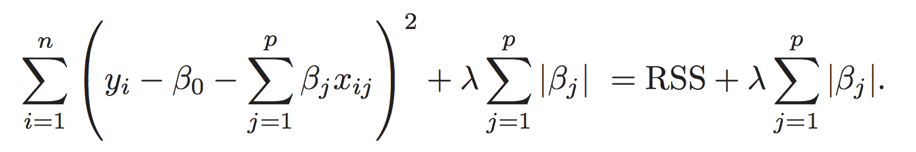 $$\sum_{i=1}^{n} \left( y_i - \beta_0 - \sum_{j=1}^{p} \beta_j x_{ij} \right)^2 + \lambda \sum_{j=1}^{p} |\beta_j| = \text{RSS} + \lambda \sum_{j=1}^{p} |\beta_j|.$$